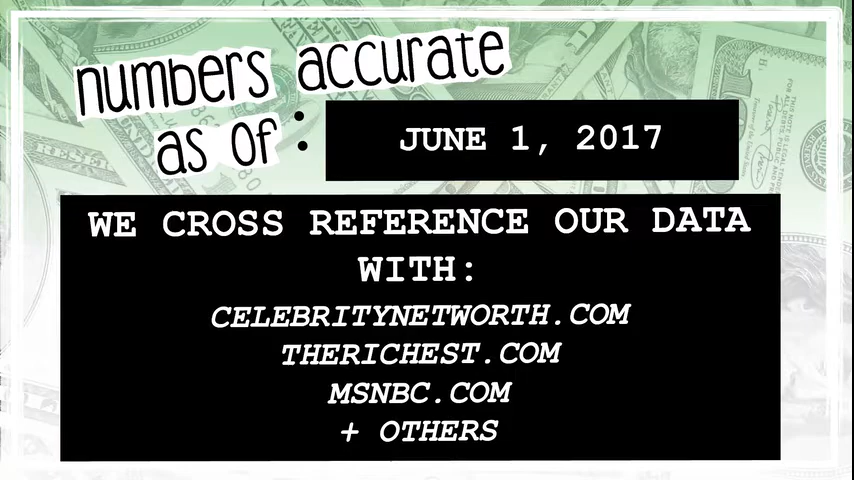 numbers accurate
as of:
JUNE 1, 2017
WE CROSS REFERENCE OUR DATA
WITH:
CELEBRITYNETWORTH.COM
THERICHEST.COM
MSNBC.COM
+ OTHERS